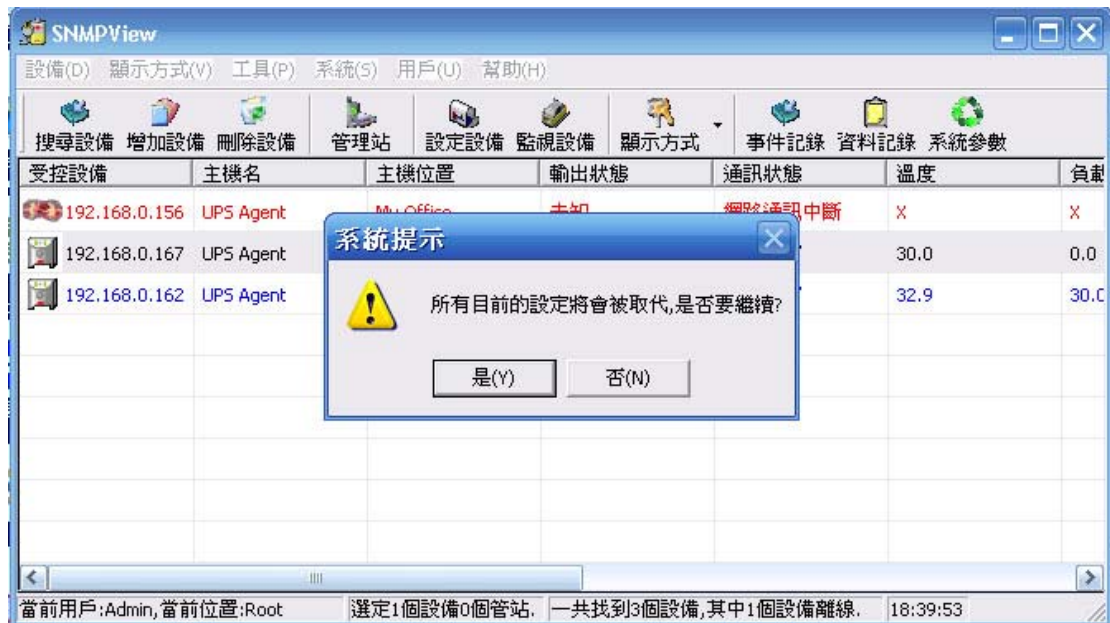 SNMPView
設備(D) 顯示方式(V) 工具(P) 系統(S) 用戶(U) 幫助(H)
搜尋設備 增加設備 刪除設備 管理站 設定設備 監視設備 顯示方式 事件記錄 資料記錄 系統參數
受控設備 主機名 主機位置 輸出狀態 通訊狀態 溫度 負載
192.168.0.156 UPS Agent My Office 未知 網路通訊中斷 X X
192.168.0.167 UPS Agent 30.0 0.0
192.168.0.162 UPS Agent 32.9 30.0
系統提示
所有目前的設定將會被取代,是否要繼續?
是(Y) 否(N)
當前用戶:Admin,當前位置:Root 選定1個設備0個管站. 一共找到3個設備,其中1個設備離線. 18:39:53